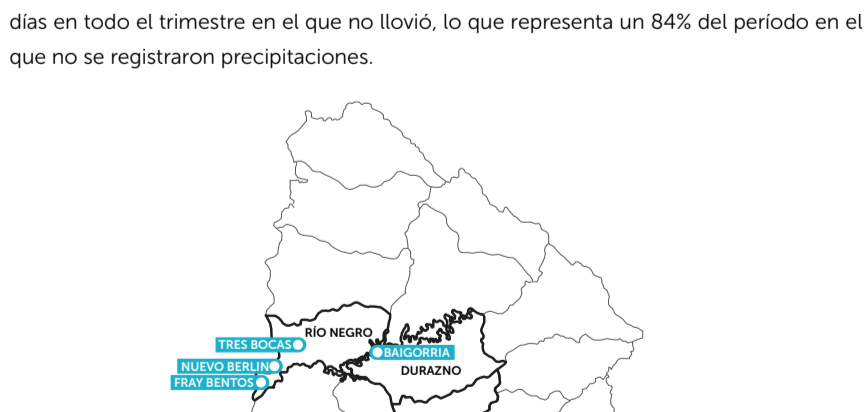 días en todo el trimestre en el que no llovió, lo que representa un 84% del período en el
que no se registraron precipitaciones.
RÍO NEGRO
TRES BOCAS
BAIGORRIA
NUEVO BERLIN
DURAZNO
FRAY BENTOS